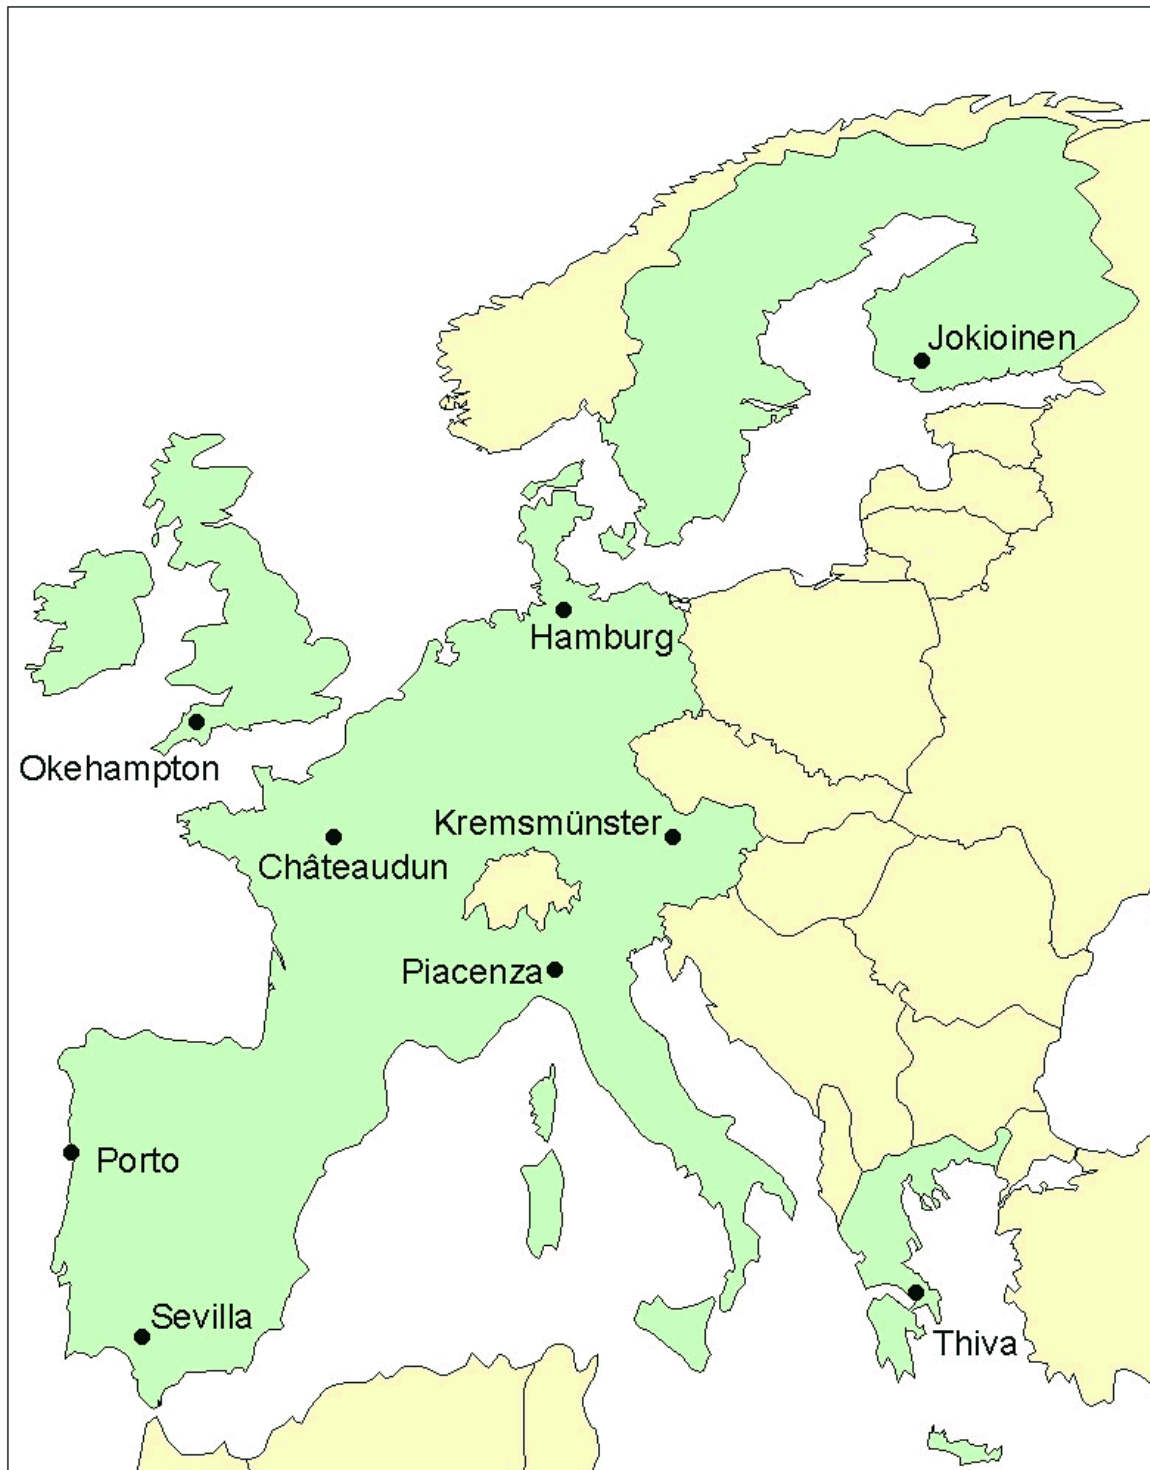 Jokioinen
Hamburg
Okehampton
Kremsmünster
Châteaudun
Piacenza
Porto
Sevilla
Thiva